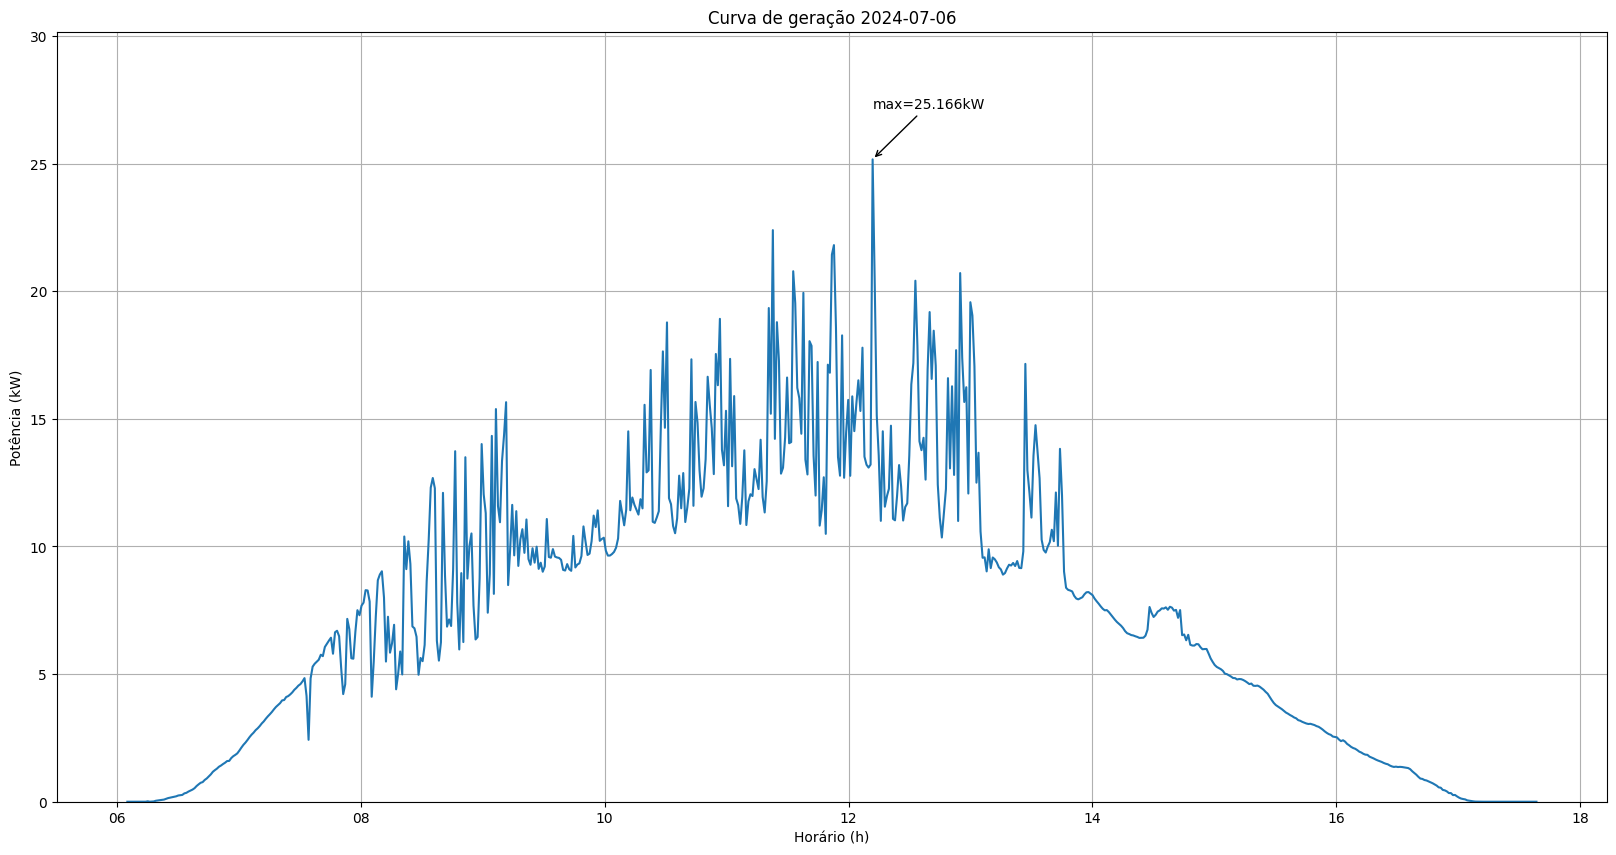 Curva de geração 2024-07-06
30
25
20
15
10
5
0
Potência (kW)
max=25.166kW
06 08 10 12 14 16 18
Horário (h)